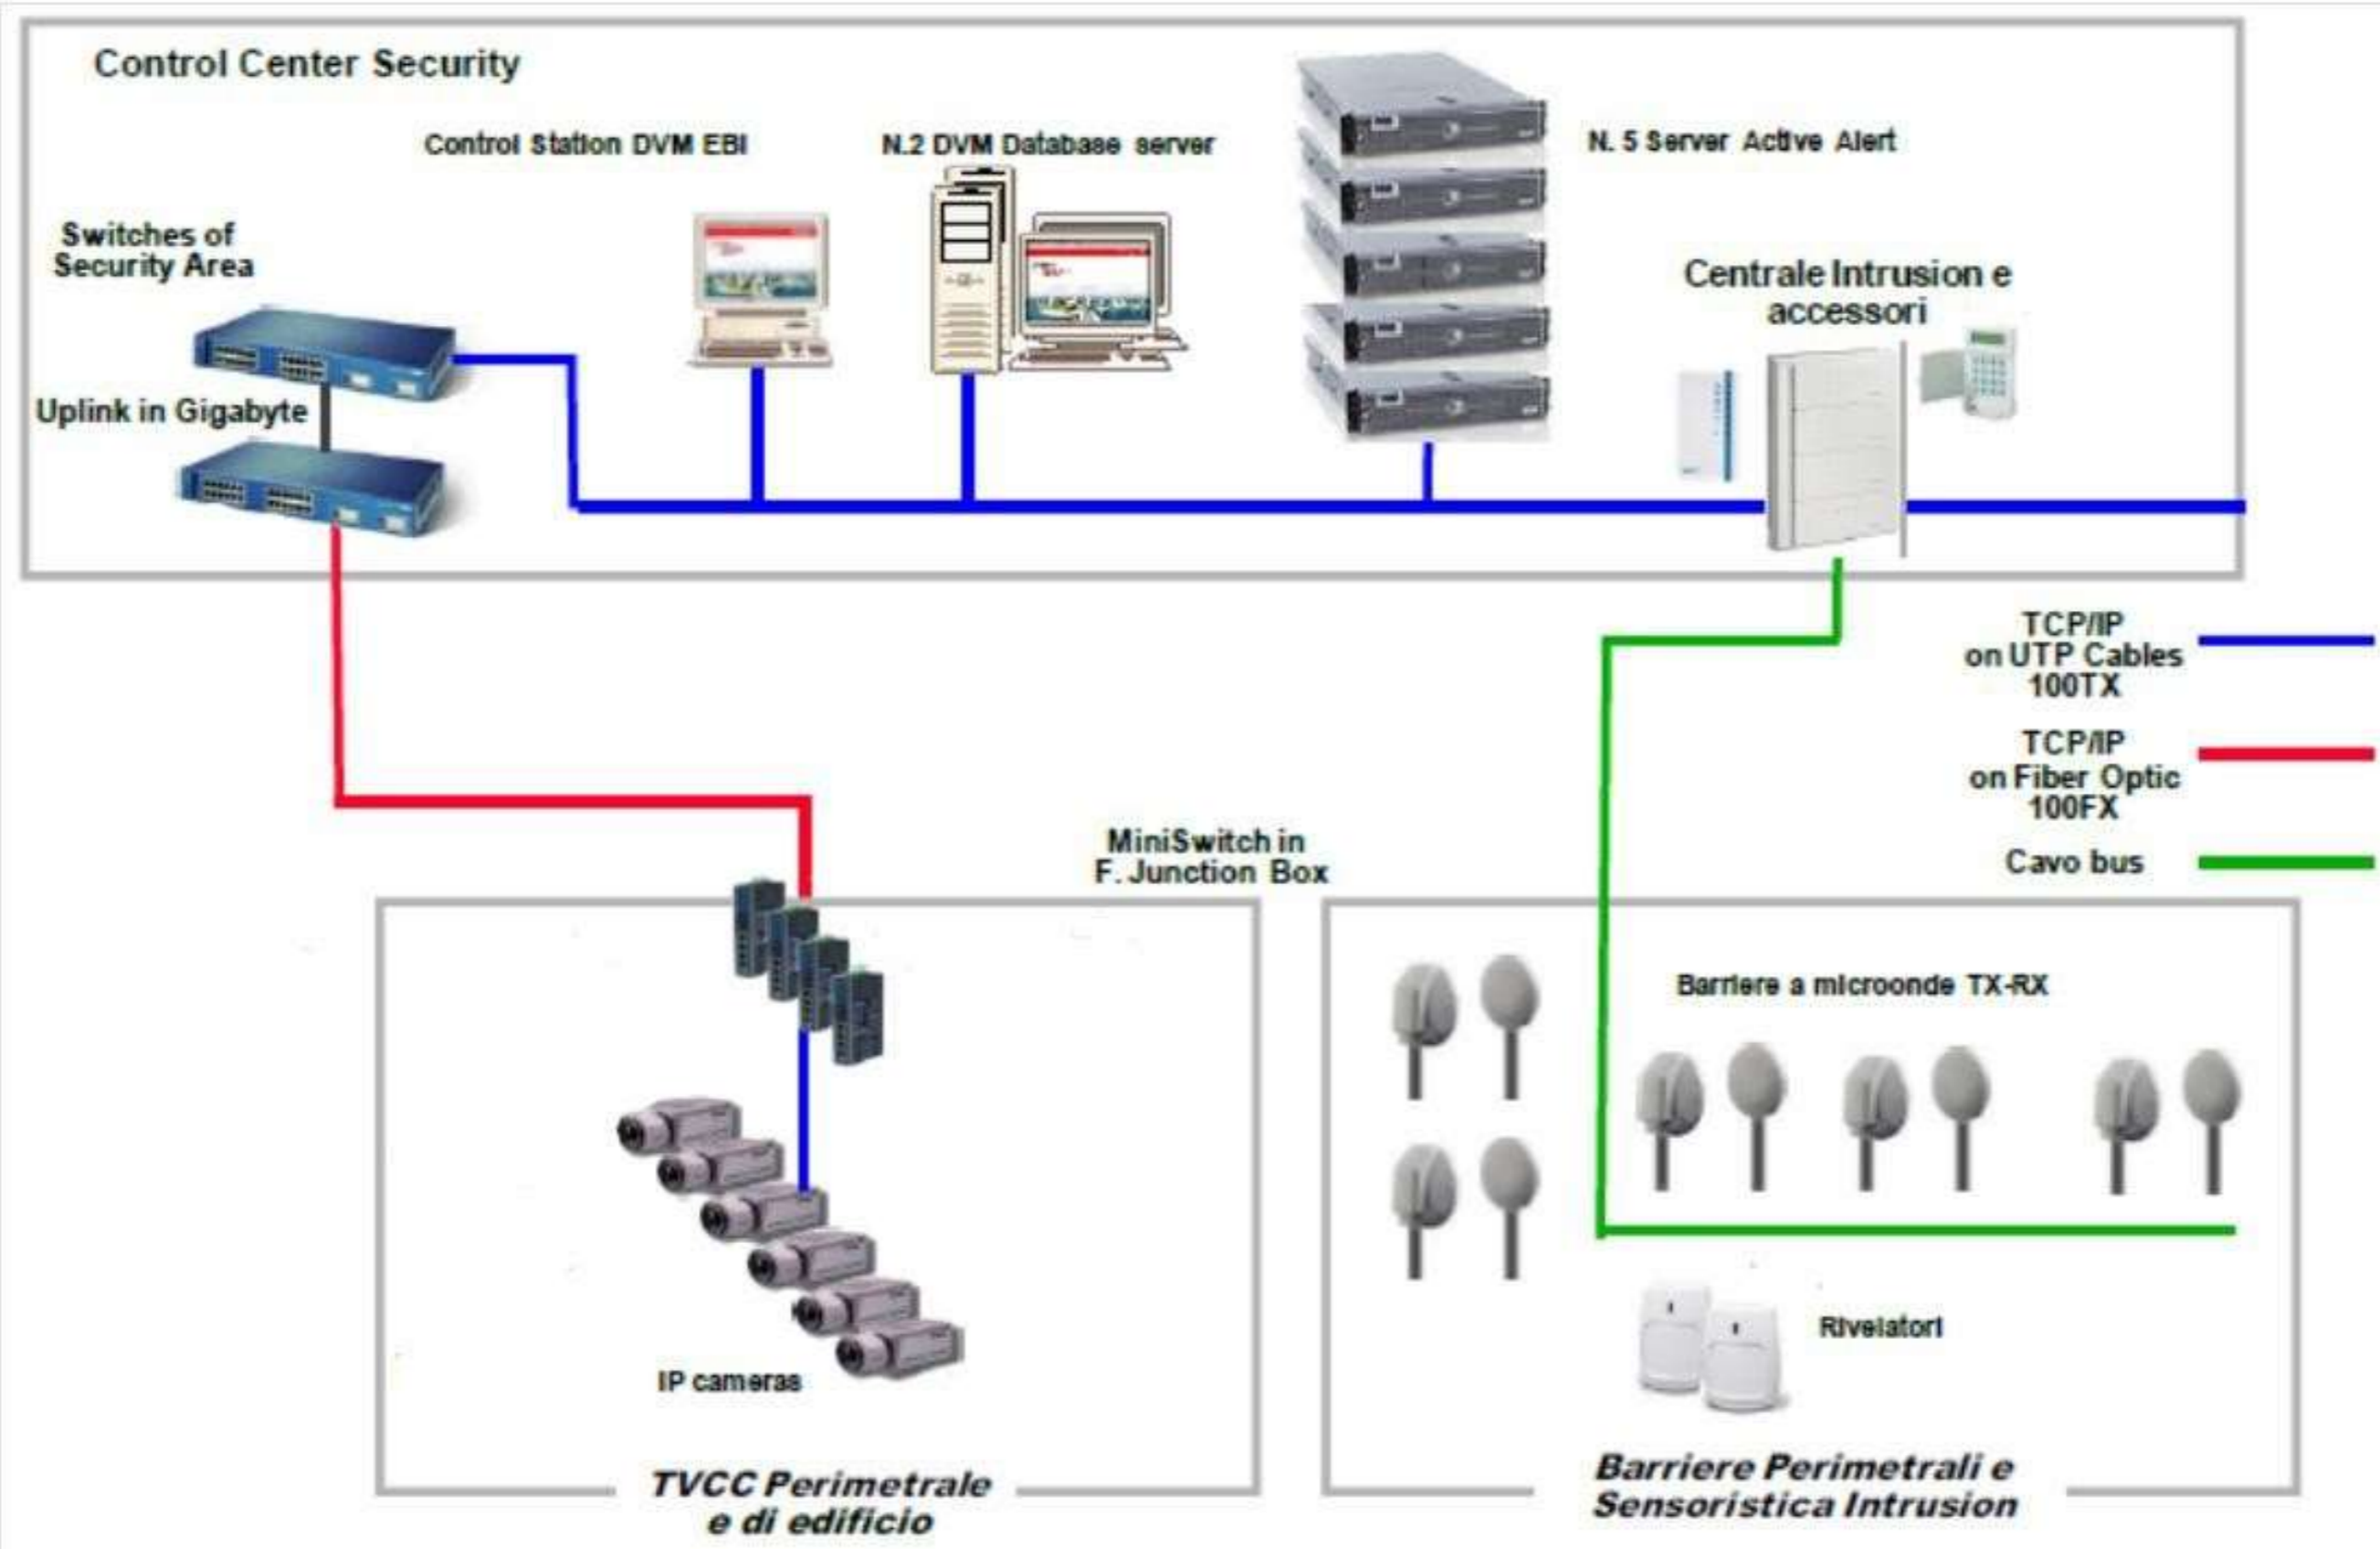 Control Center Security
Control Station DVM EBI
N.2 DVM Database server
N. 5 Server Active Alert
Switches of
Security Area
Centrale Intrusion e
accessori
Uplink in Gigabyte
TCP/IP
on UTP Cables
100TX
TCP/IP
on Fiber Optic
100FX
Cavo bus
MiniSwitch in
F. Junction Box
Barriere a microonde TX-RX
IP cameras
Rivelatori
TVCC Perimetrale
e di edificio
Barriere Perimetrali e
Sensoristica Intrusion